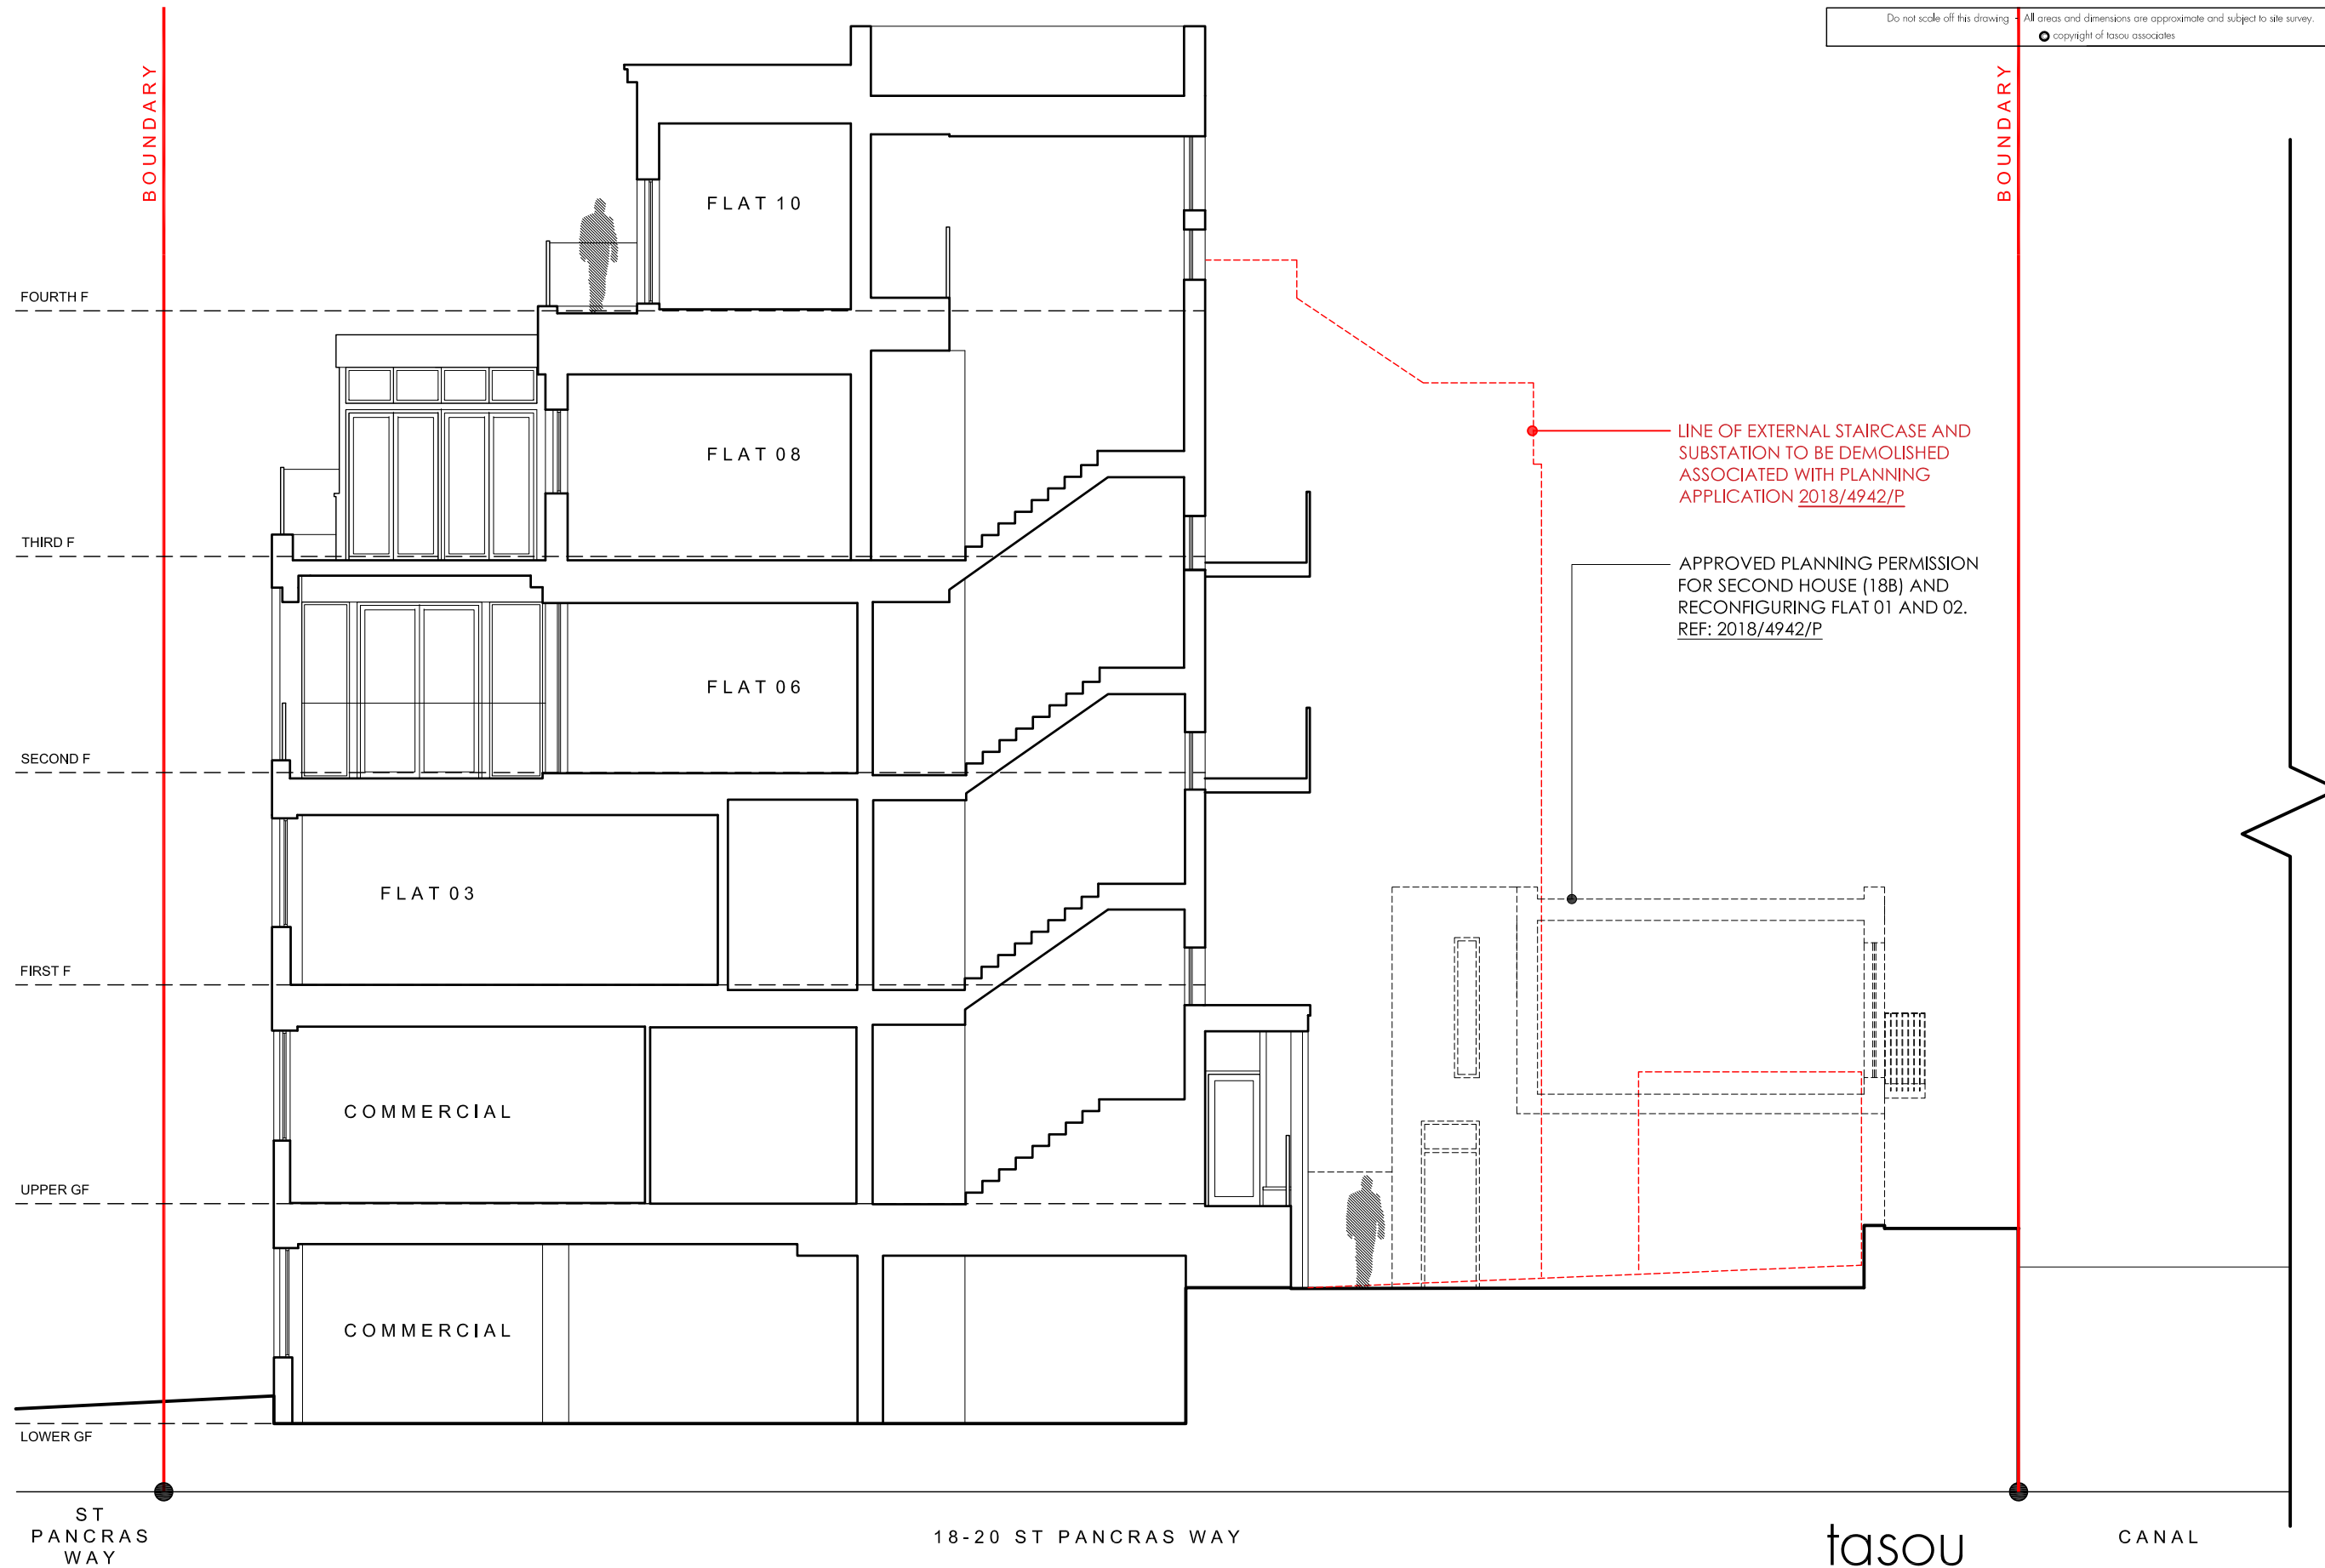 Do not scale off this drawing - All areas and dimensions are approximate and subject to site survey.
copyright of tasou associates
BOUNDARY
BOUNDARY
FLAT 10
FOURTH F
FLAT 08
LINE OF EXTERNAL STAIRCASE AND
SUBSTATION TO BE DEMOLISHED
ASSOCIATED WITH PLANNING
APPLICATION 2018/4942/P
THIRD F
APPROVED PLANNING PERMISSION
FOR SECOND HOUSE (18B) AND
RECONFIGURING FLAT 01 AND 02.
REF: 2018/4942/P
FLAT 06
SECOND F
FLAT 03
FIRST F
COMMERCIAL
UPPER GF
COMMERCIAL
LOWER GF
ST
PANCRAS
WAY
18-20 ST PANCRAS WAY
tasou
CANAL